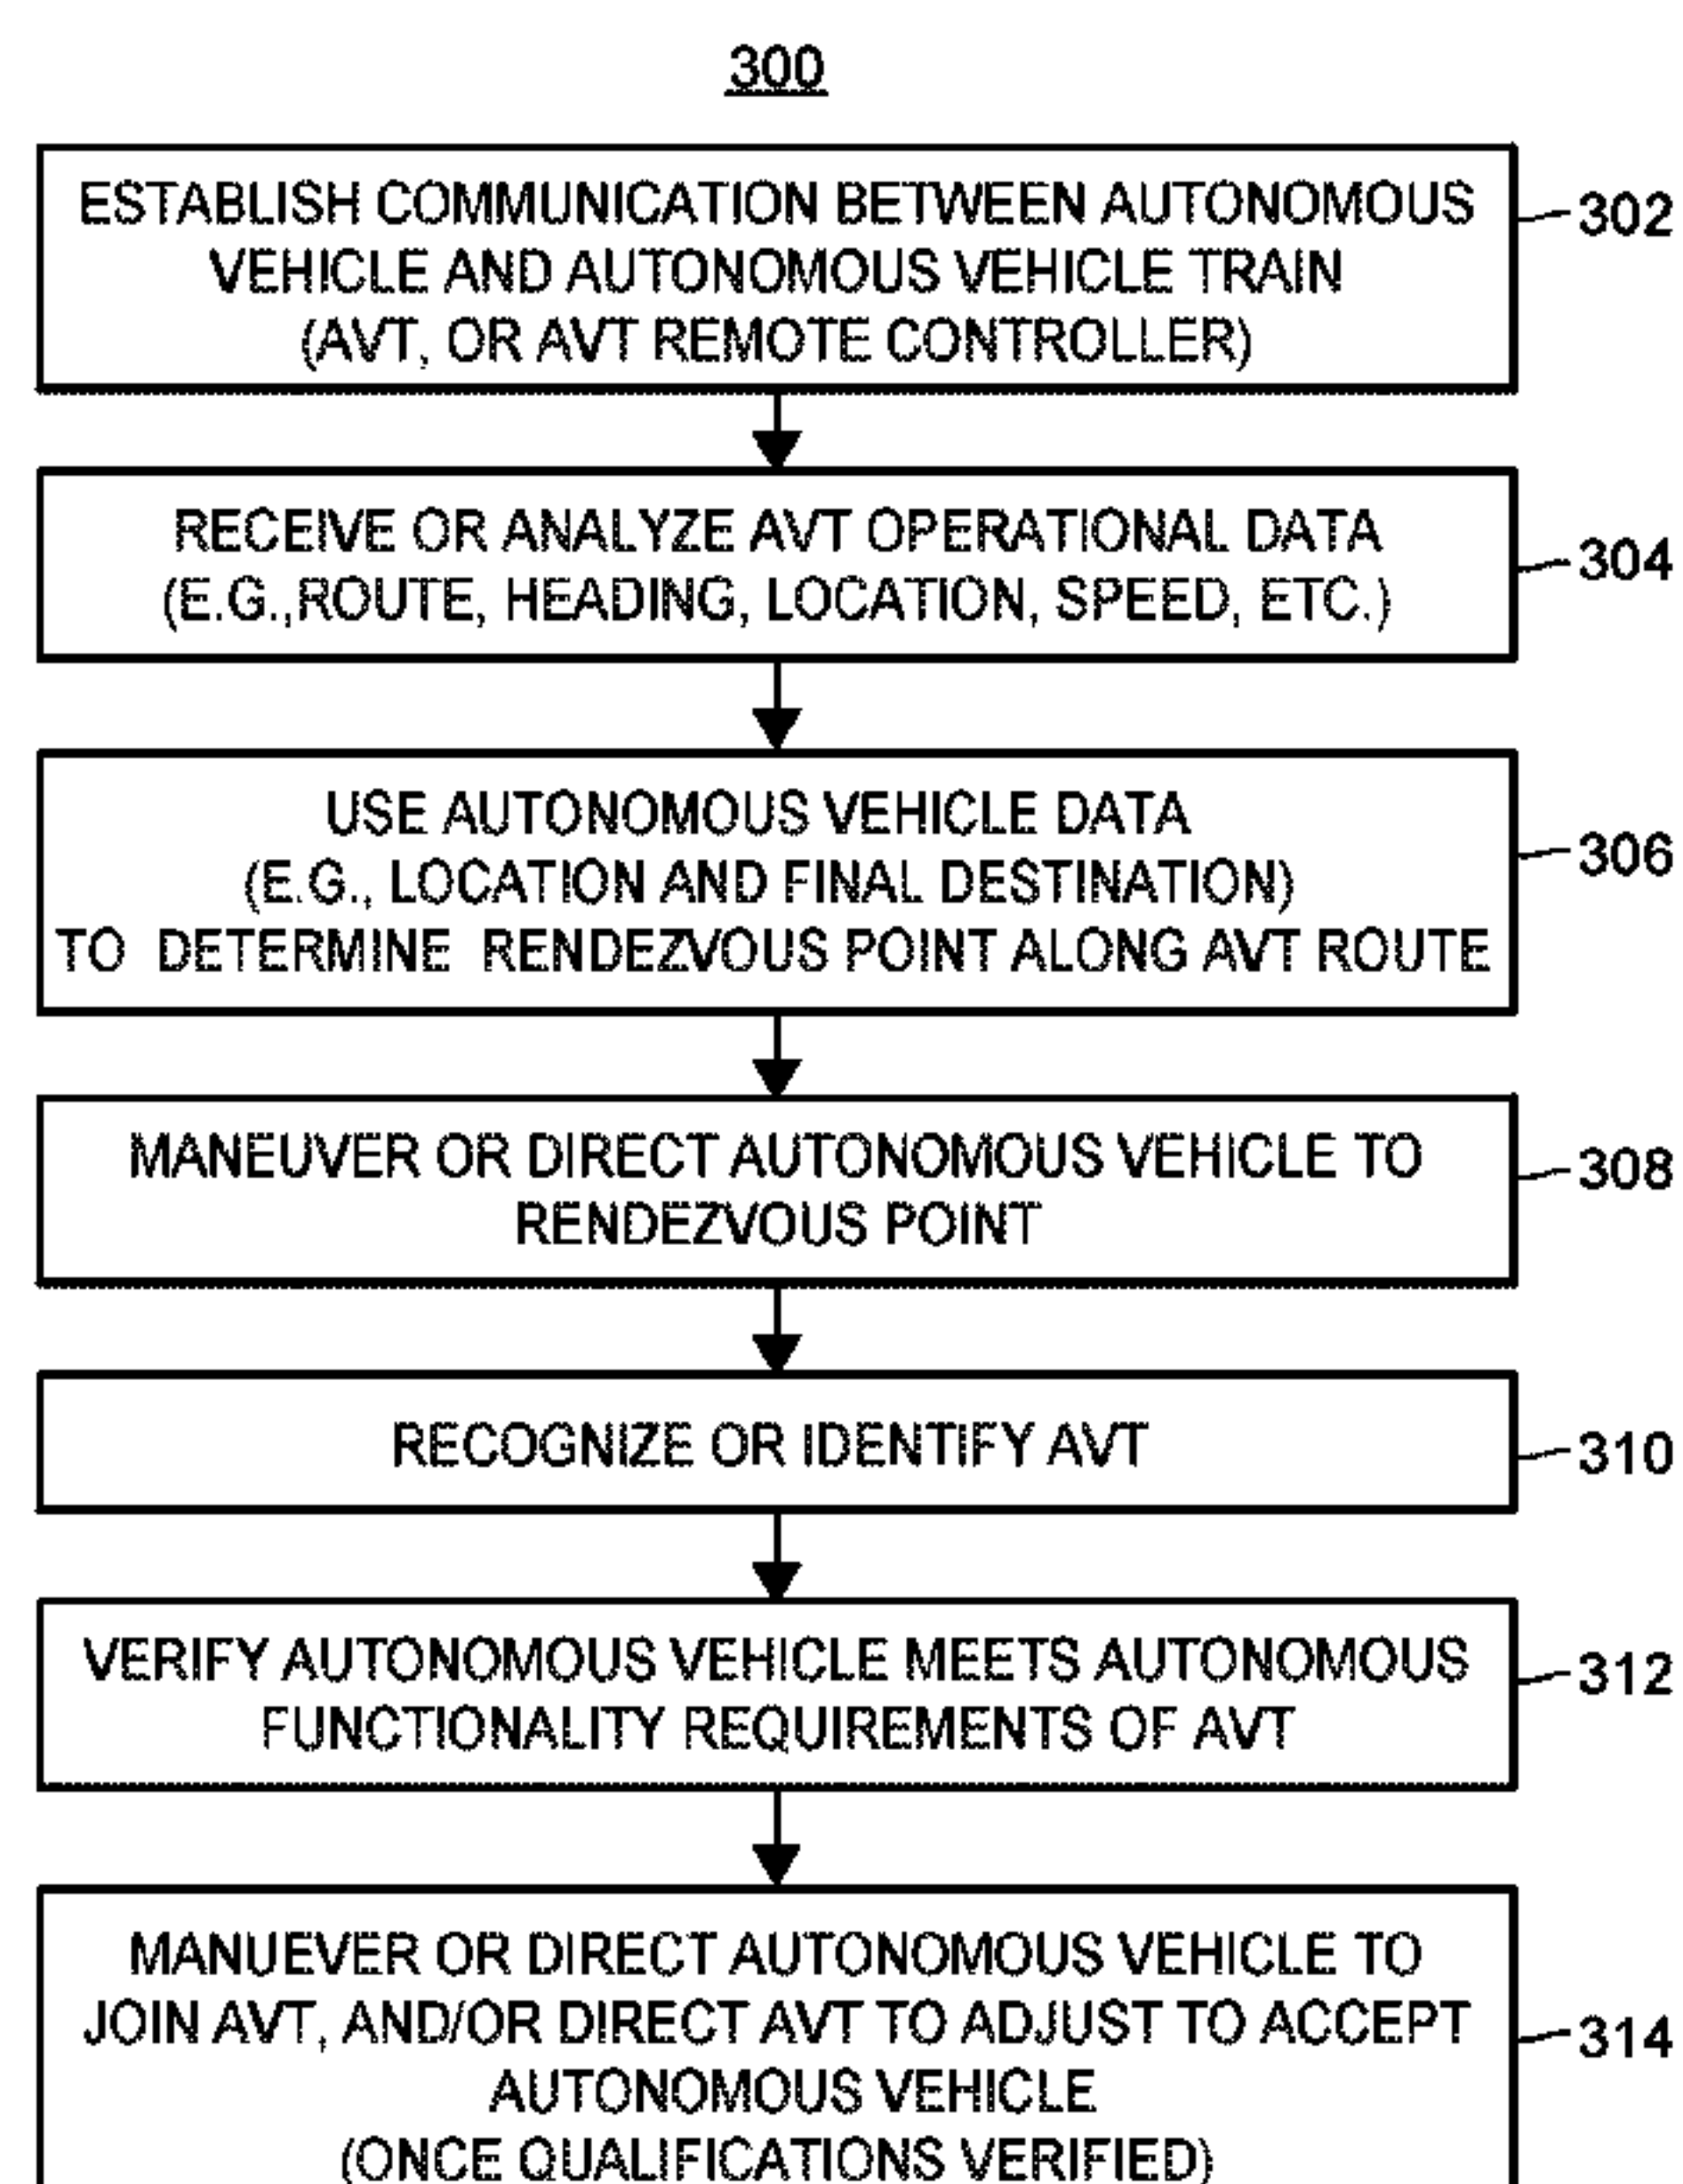 300
ESTABLISH COMMUNICATION BETWEEN AUTONOMOUS
VEHICLE AND AUTONOMOUS VEHICLE TRAIN
(AVT, OR AVT REMOTE CONTROLLER)
302
RECEIVE OR ANALYZE AVT OPERATIONAL DATA
(E.G.,ROUTE, HEADING, LOCATION, SPEED, ETC.)
304
USE AUTONOMOUS VEHICLE DATA
(E.G., LOCATION AND FINAL DESTINATION)
TO DETERMINE RENDEZVOUS POINT ALONG AVT ROUTE
306
MANEUVER OR DIRECT AUTONOMOUS VEHICLE TO
RENDEZVOUS POINT
308
RECOGNIZE OR IDENTIFY AVT
310
VERIFY AUTONOMOUS VEHICLE MEETS AUTONOMOUS
FUNCTIONALITY REQUIREMENTS OF AVT
312
MANUEVER OR DIRECT AUTONOMOUS VEHICLE TO
JOIN AVT, AND/OR DIRECT AVT TO ADJUST TO ACCEPT
AUTONOMOUS VEHICLE
(ONCE QUALIFICATIONS VERIFIED)
314